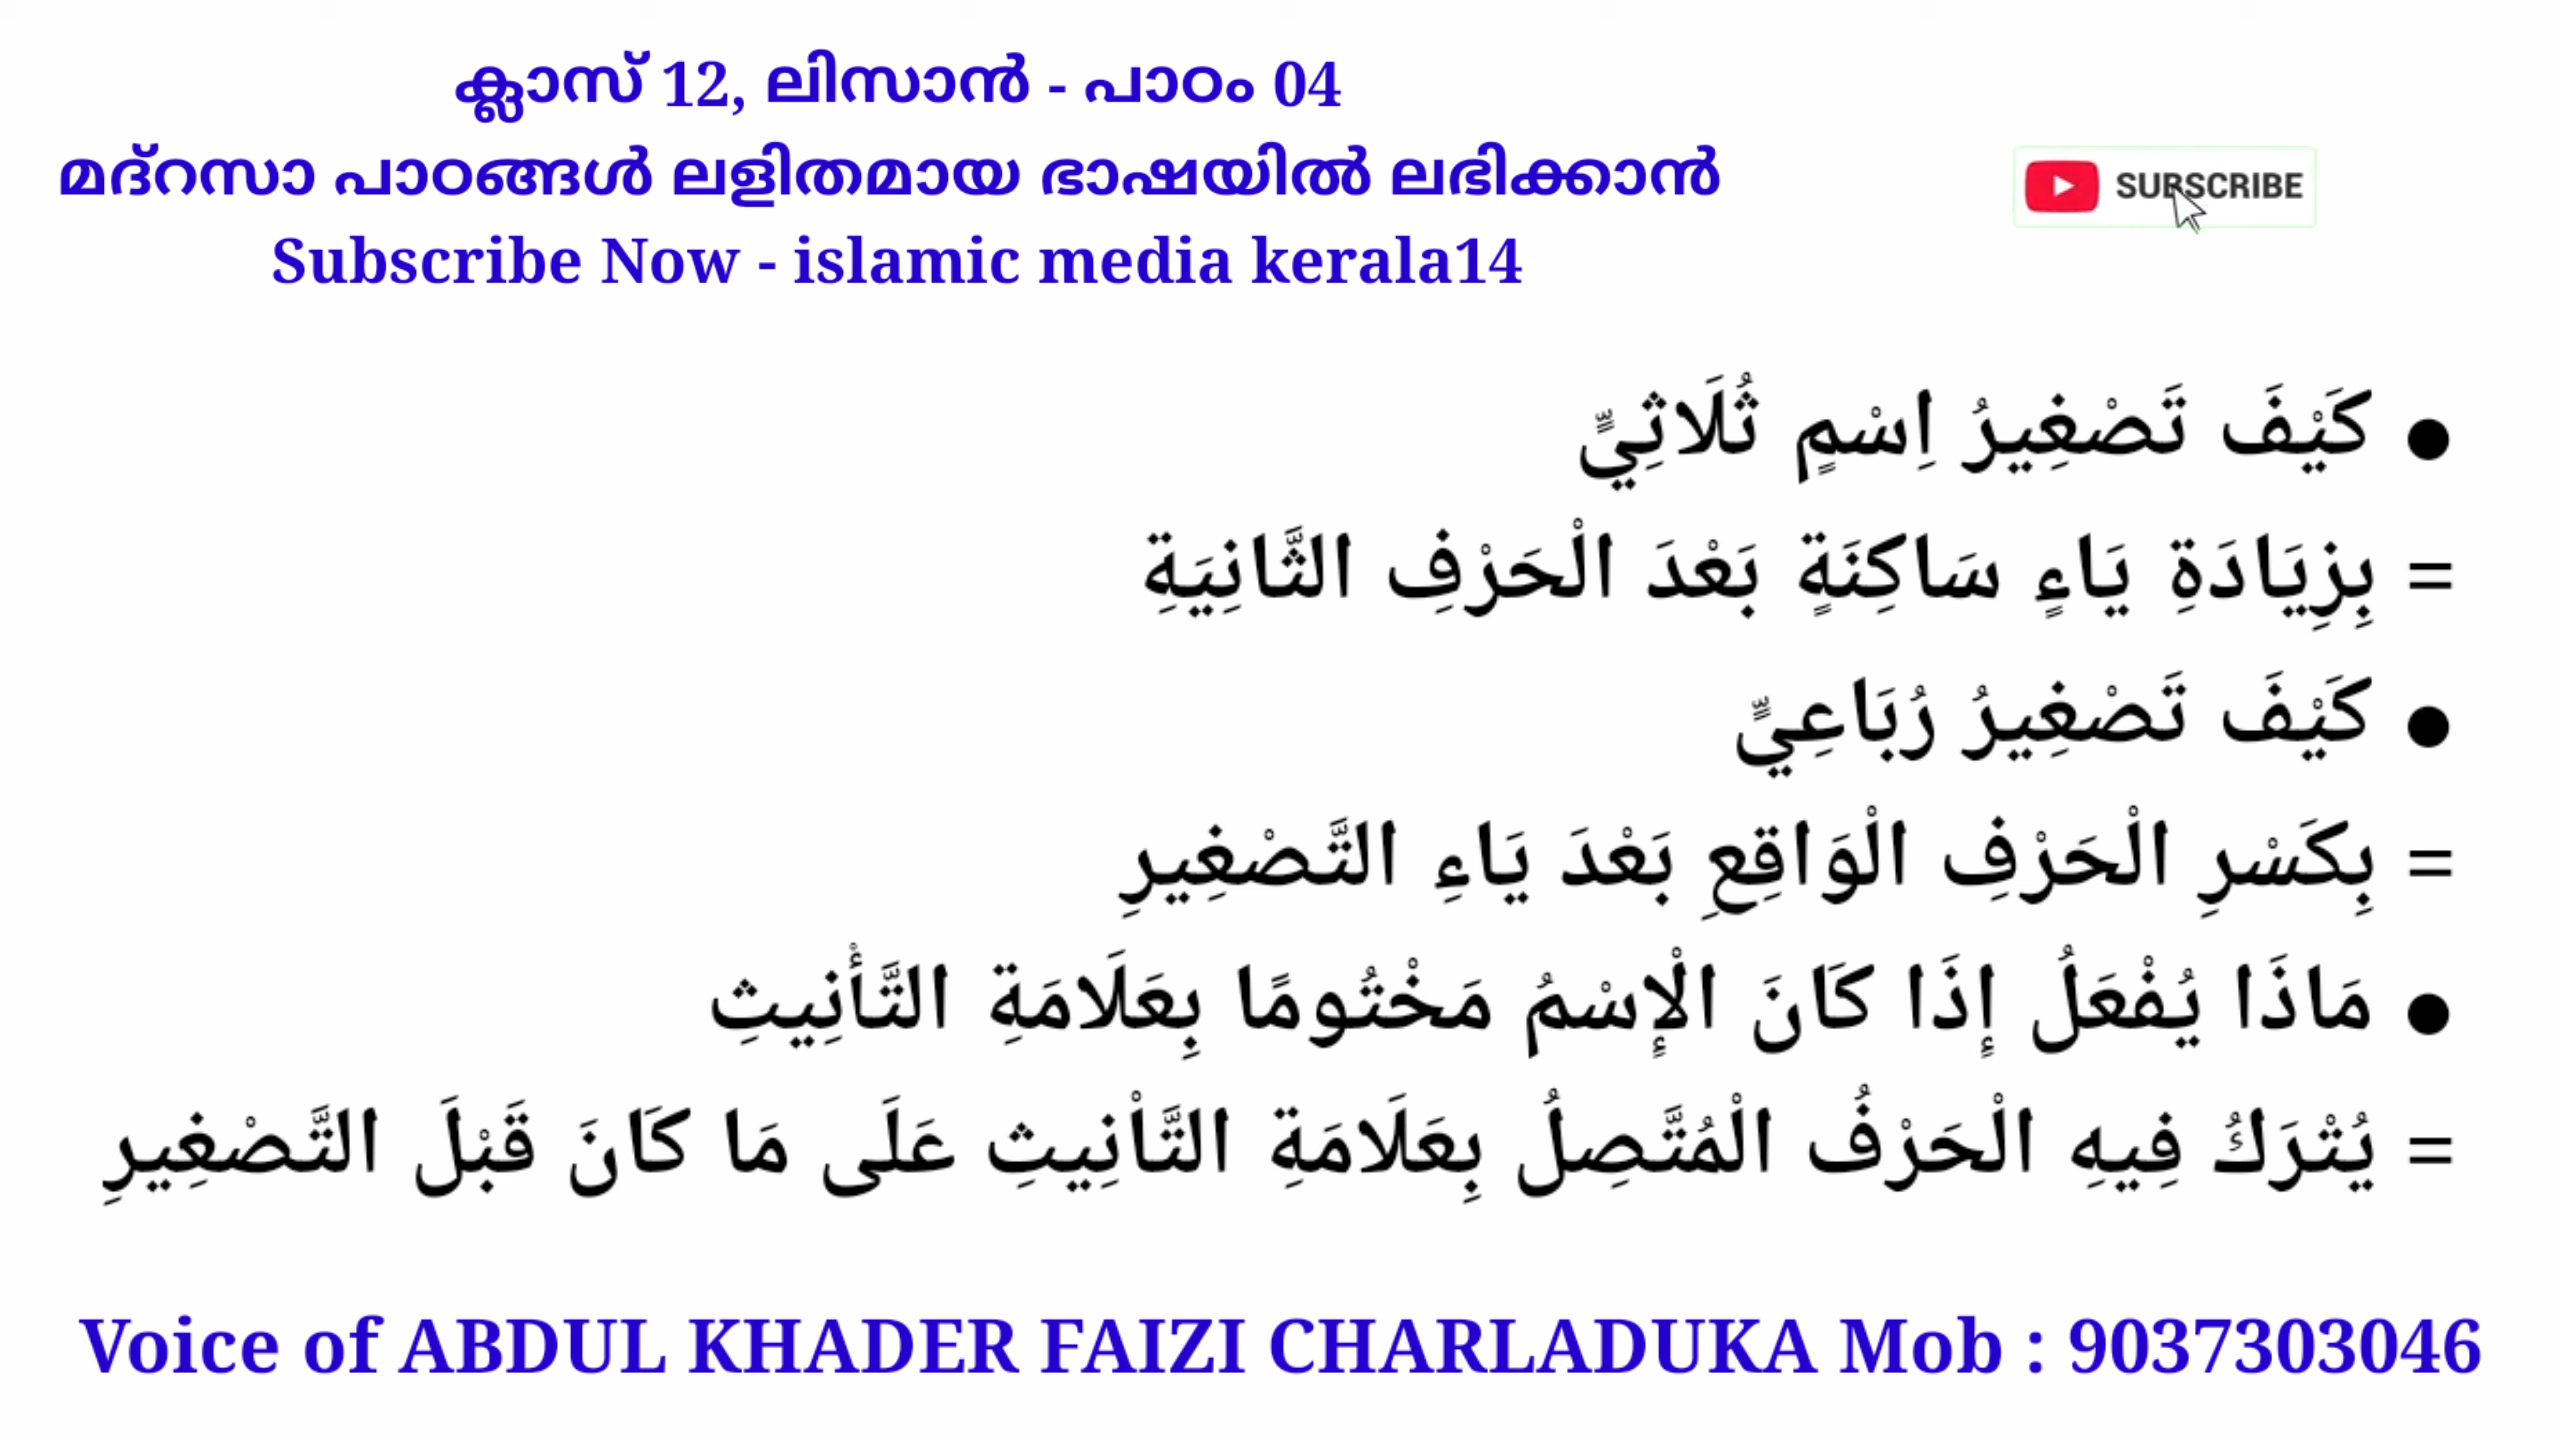 ക്ലാസ് 12, ലിസാൻ - പാഠം 04
മദ്റസാ പാഠങ്ങൾ ലളിതമായ ഭാഷയിൽ ലഭിക്കാൻ
SUBSCRIBE
Subscribe Now - islamic media kerala14
● كَيْفَ تَصْغِيرُ اِسْمٍ ثُلَاثِيٍّ
= بِزِيَادَةِ يَاءٍ سَاكِنَةٍ بَعْدَ الْحَرْفِ الثَّانِيَةِ
● كَيْفَ تَصْغِيرُ رُبَاعِيٍّ
= بِكَسْرِ الْحَرْفِ الْوَاقِعِ بَعْدَ يَاءِ التَّصْغِيرِ
● مَاذَا يُفْعَلُ إِذَا كَانَ الْإِسْمُ مَخْتُومًا بِعَلَامَةِ التَّأْنِيثِ
= يُتْرَكُ فِيهِ الْحَرْفُ الْمُتَّصِلُ بِعَلَامَةِ التَّاْنِيثِ عَلَى مَا كَانَ قَبْلَ التَّصْغِيرِ
Voice of ABDUL KHADER FAIZI CHARLADUKA Mob : 9037303046